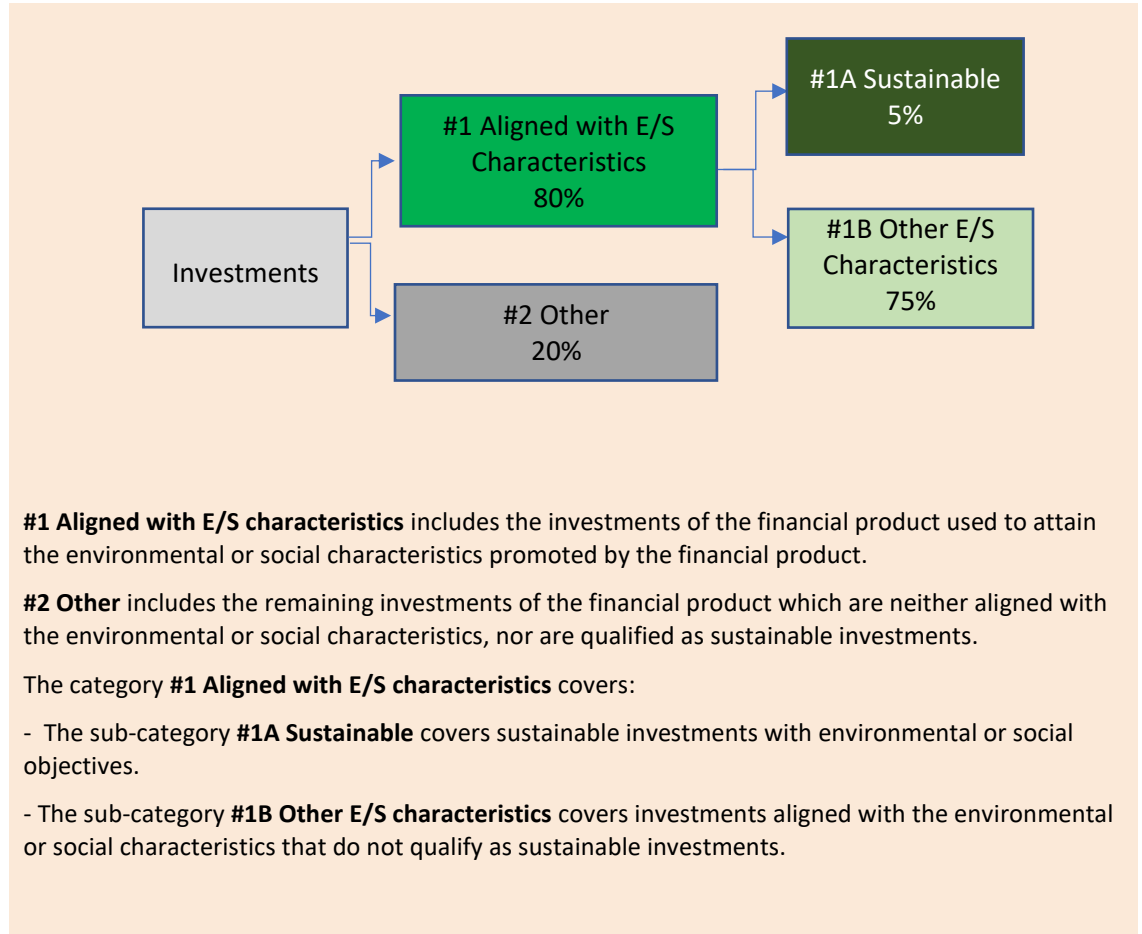 #1A Sustainable
5%
#1 Aligned with E/S
Characteristics
80%
#1B Other E/S
Characteristics
75%
Investments
#2 Other
20%
#1 Aligned with E/S characteristics includes the investments of the financial product used to attain
the environmental or social characteristics promoted by the financial product.
#2 Other includes the remaining investments of the financial product which are neither aligned with
the environmental or social characteristics, nor are qualified as sustainable investments.
The category #1 Aligned with E/S characteristics covers:
- The sub-category #1A Sustainable covers sustainable investments with environmental or social
objectives.
- The sub-category #1B Other E/S characteristics covers investments aligned with the environmental
or social characteristics that do not qualify as sustainable investments.